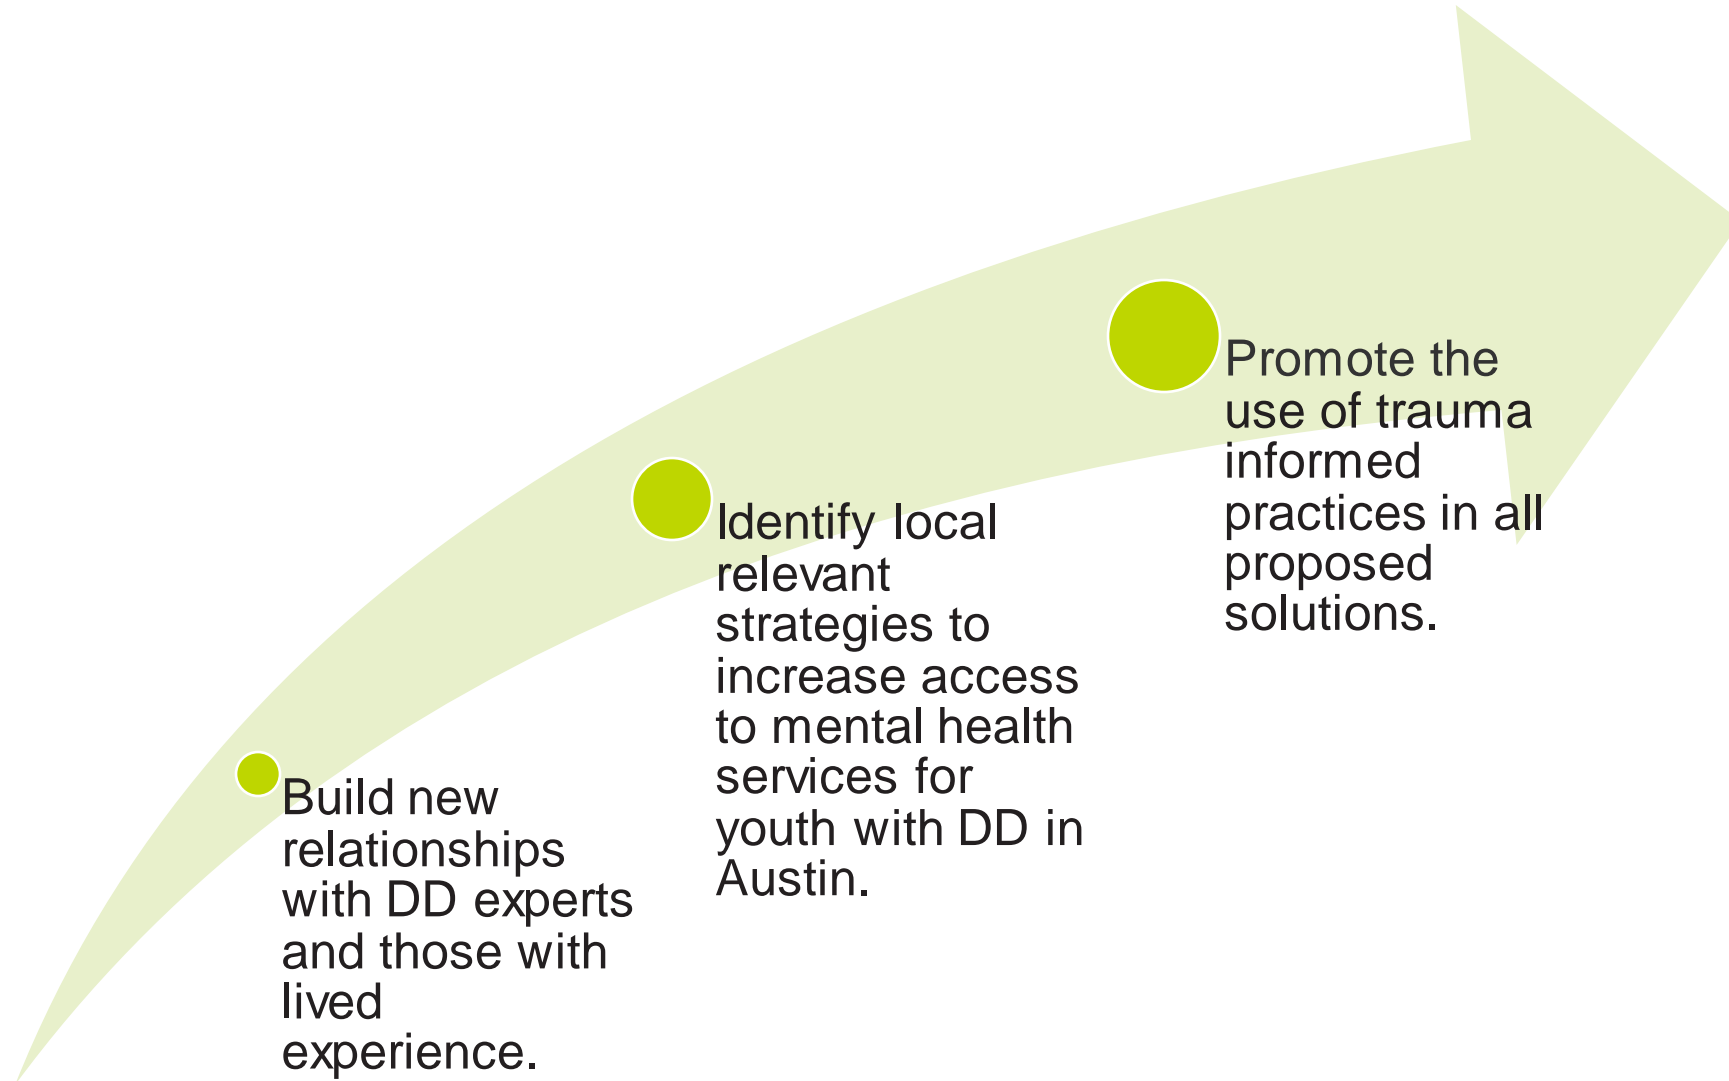 Build new
relationships
with DD experts
and those with
lived
experience.
Identify local
relevant
strategies to
increase access
to mental health
services for
youth with DD in
Austin.
Promote the
use of trauma
informed
practices in all
proposed
solutions.